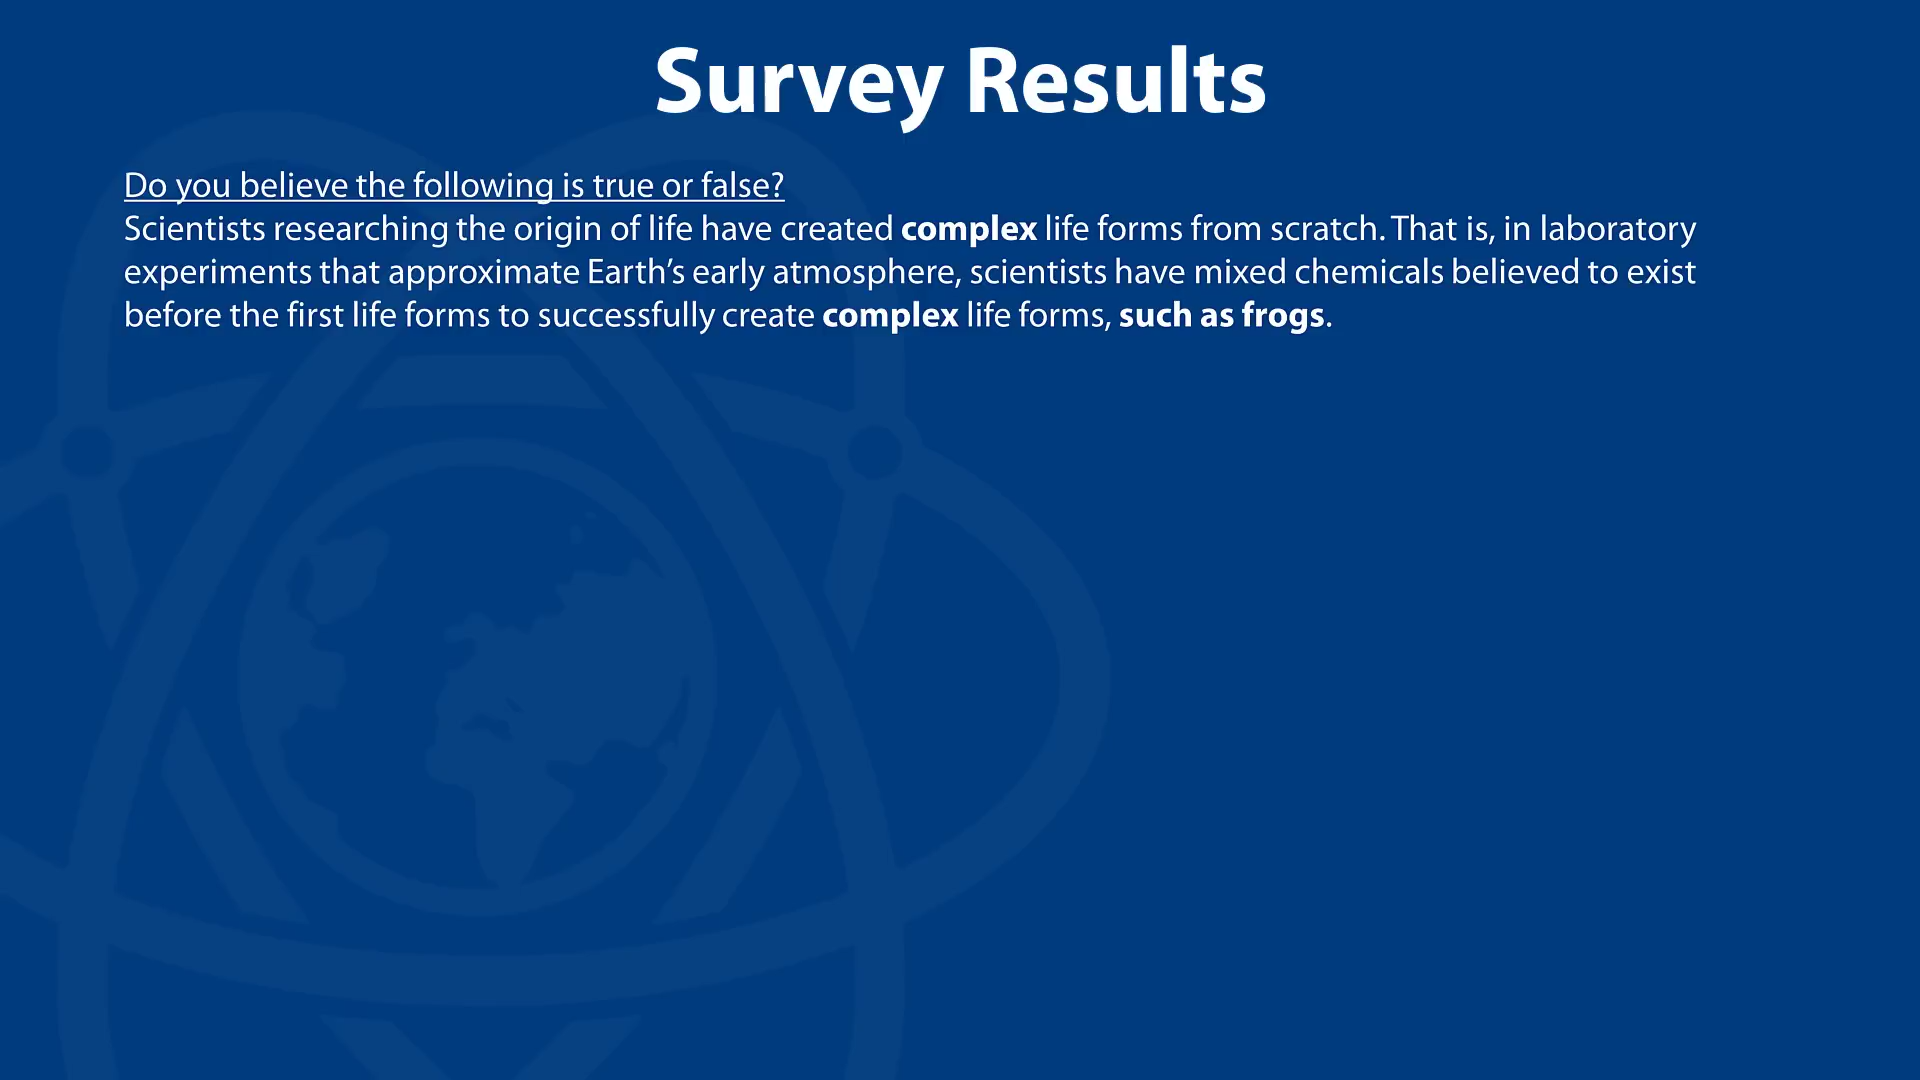 Survey Results
Do you believe the following is true or false?
Scientists researching the origin of life have created complex life forms from scratch. That is, in laboratory
experiments that approximate Earth’s early atmosphere, scientists have mixed chemicals believed to exist
before the first life forms to successfully create complex life forms, such as frogs.